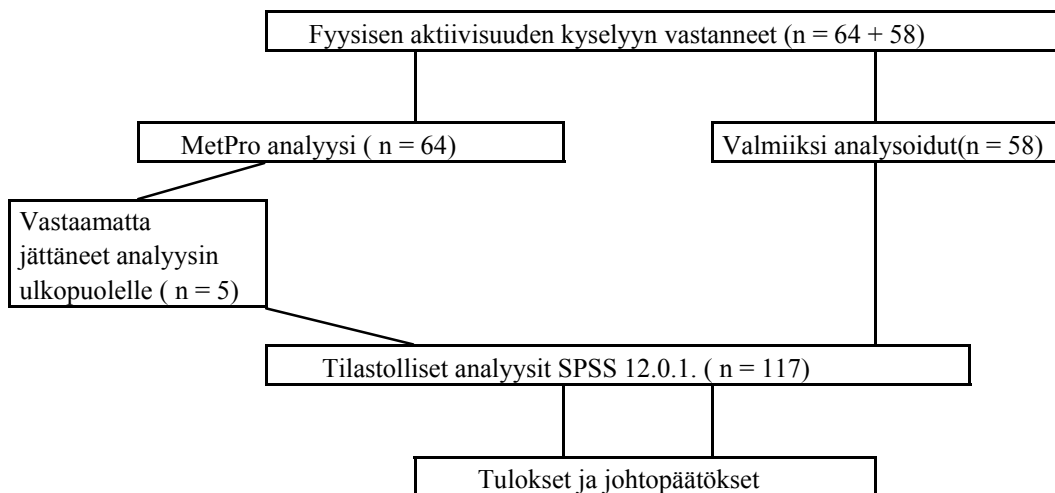 Fyysisen aktiivisuuden kyselyyn vastanneet (n = 64 + 58)
MetPro analyysi ( n = 64)
Valmiiksi analysoidut(n = 58)
Vastaamatta
jättäneet analyysin
ulkopuolelle ( n = 5)
Tilastolliset analyysit SPSS 12.0.1. ( n = 117)
Tulokset ja johtopäätökset